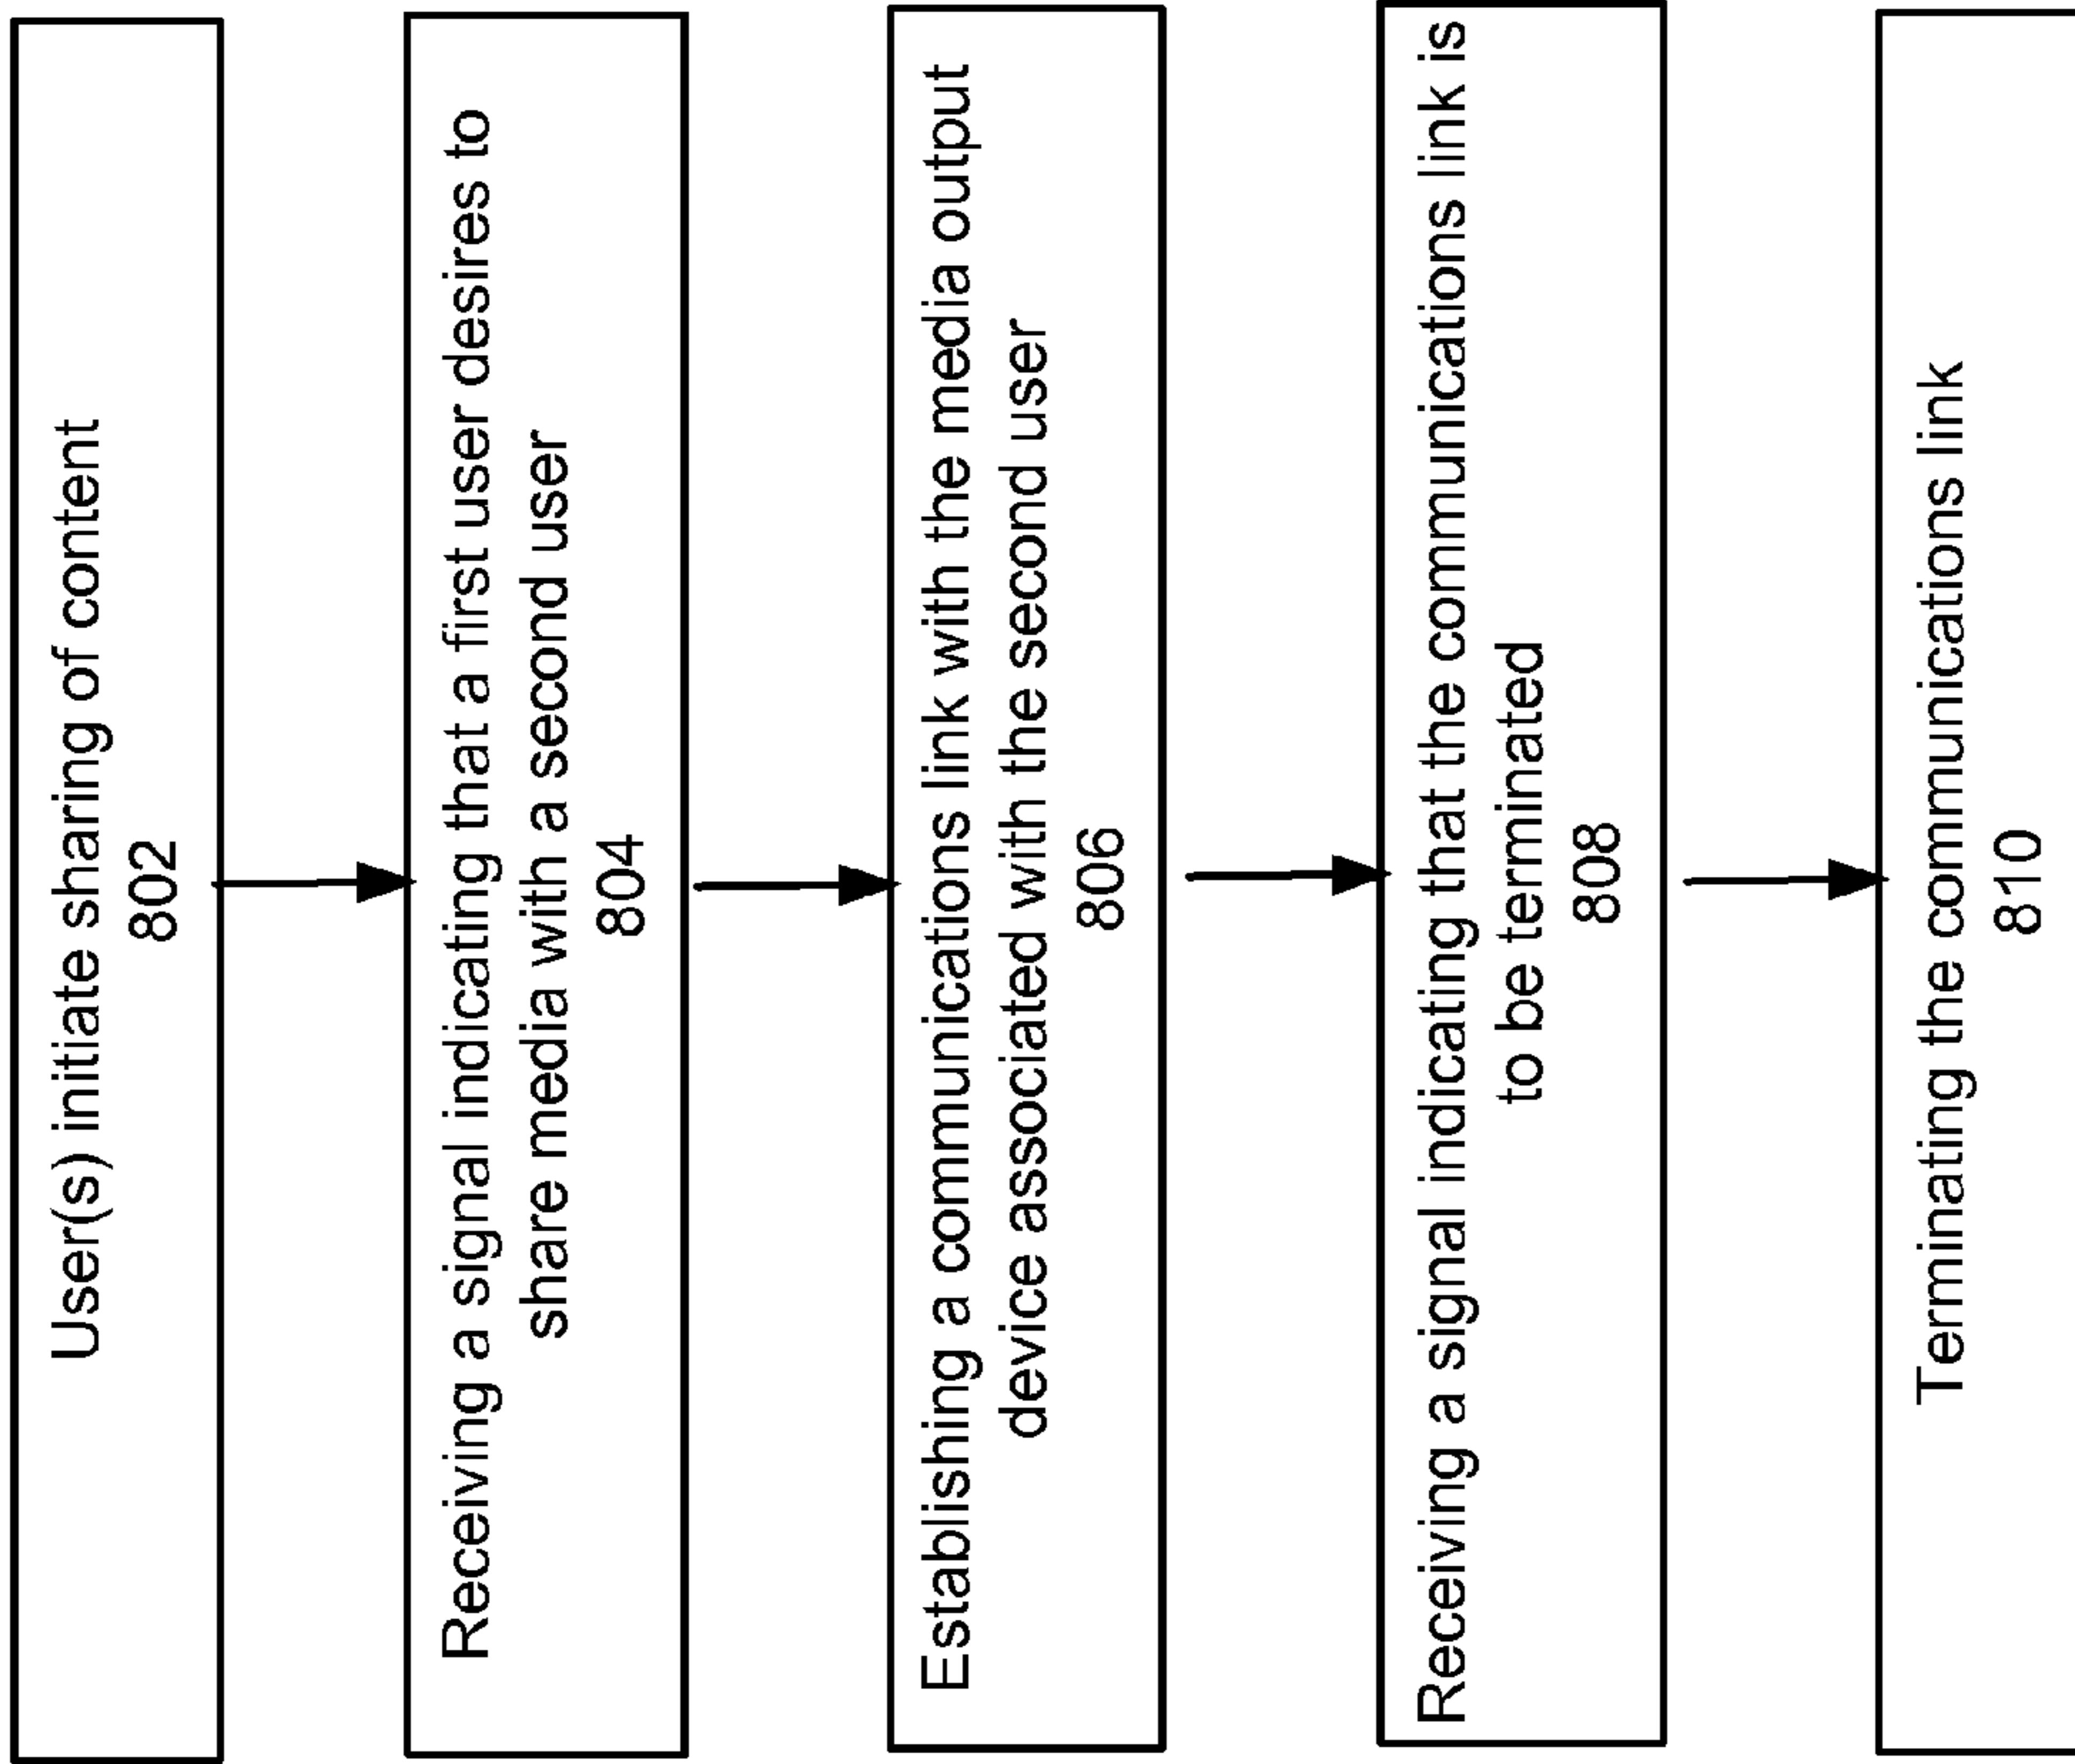 User(s) initiate sharing of content
802
Receiving a signal indicating that a first user desires to
share media with a second user
804
Establishing a communications link with the media output
device associated with the second user
806
Receiving a signal indicating that the communications link is
to be terminated
808
Terminating the communications link
810